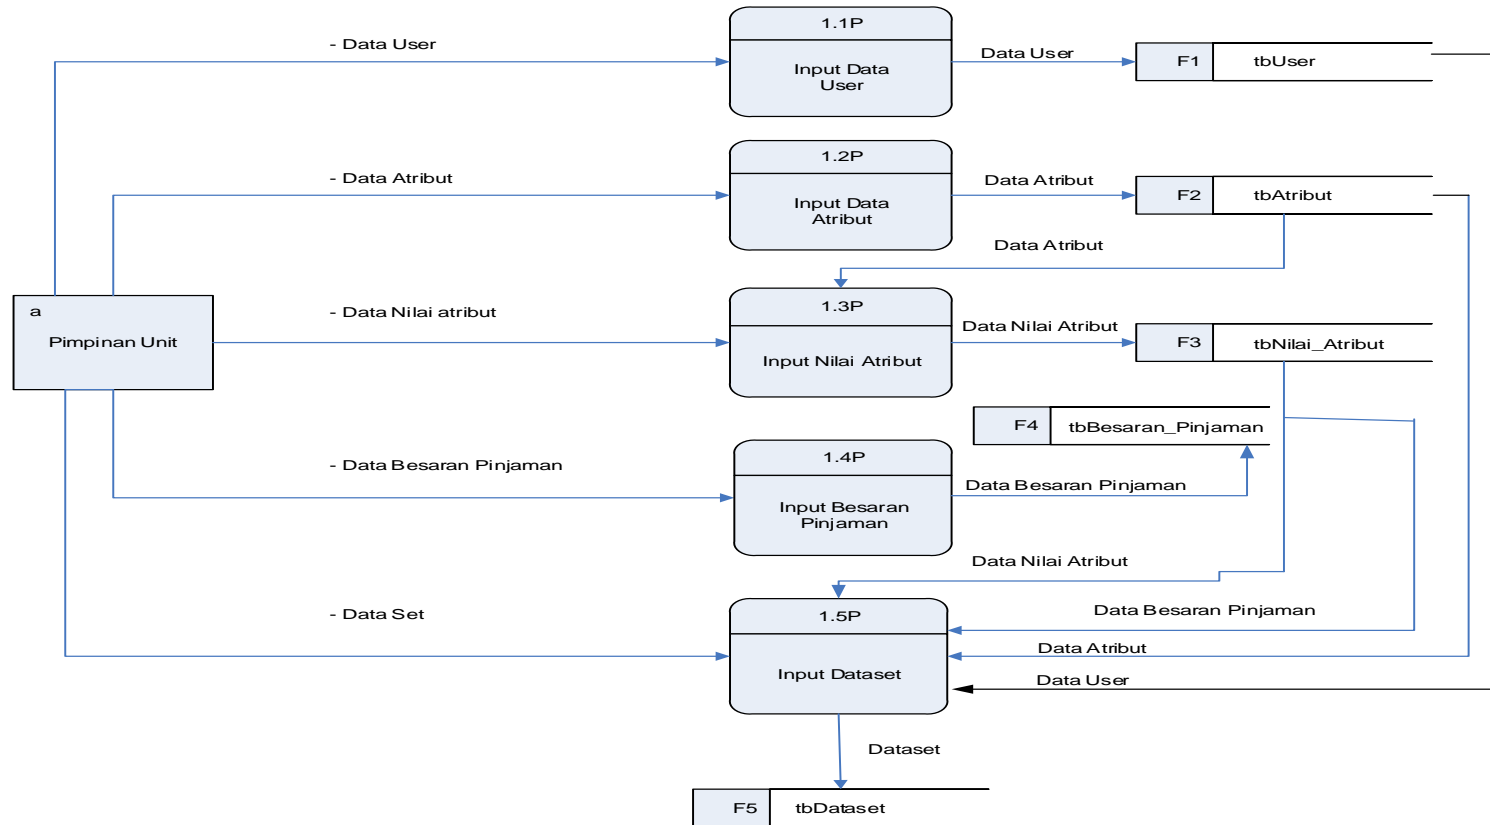 1.1P
- Data User
Input Data
User
Data User
F1
tbUser
1.2P
- Data Atribut
Input Data
Atribut
Data Atribut
F2
tbAtribut
Data Atribut
a
Pimpinan Unit
- Data Nilai atribut
1.3P
Input Nilai Atribut
Data Nilai Atribut
F3
tbNilai_Atribut
F4
tbBesaran_Pinjaman
- Data Besaran Pinjaman
1.4P
Input Besaran
Pinjaman
Data Besaran Pinjaman
Data Nilai Atribut
- Data Set
1.5P
Input Dataset
Data Besaran Pinjaman
Data Atribut
Data User
Dataset
F5
tbDataset